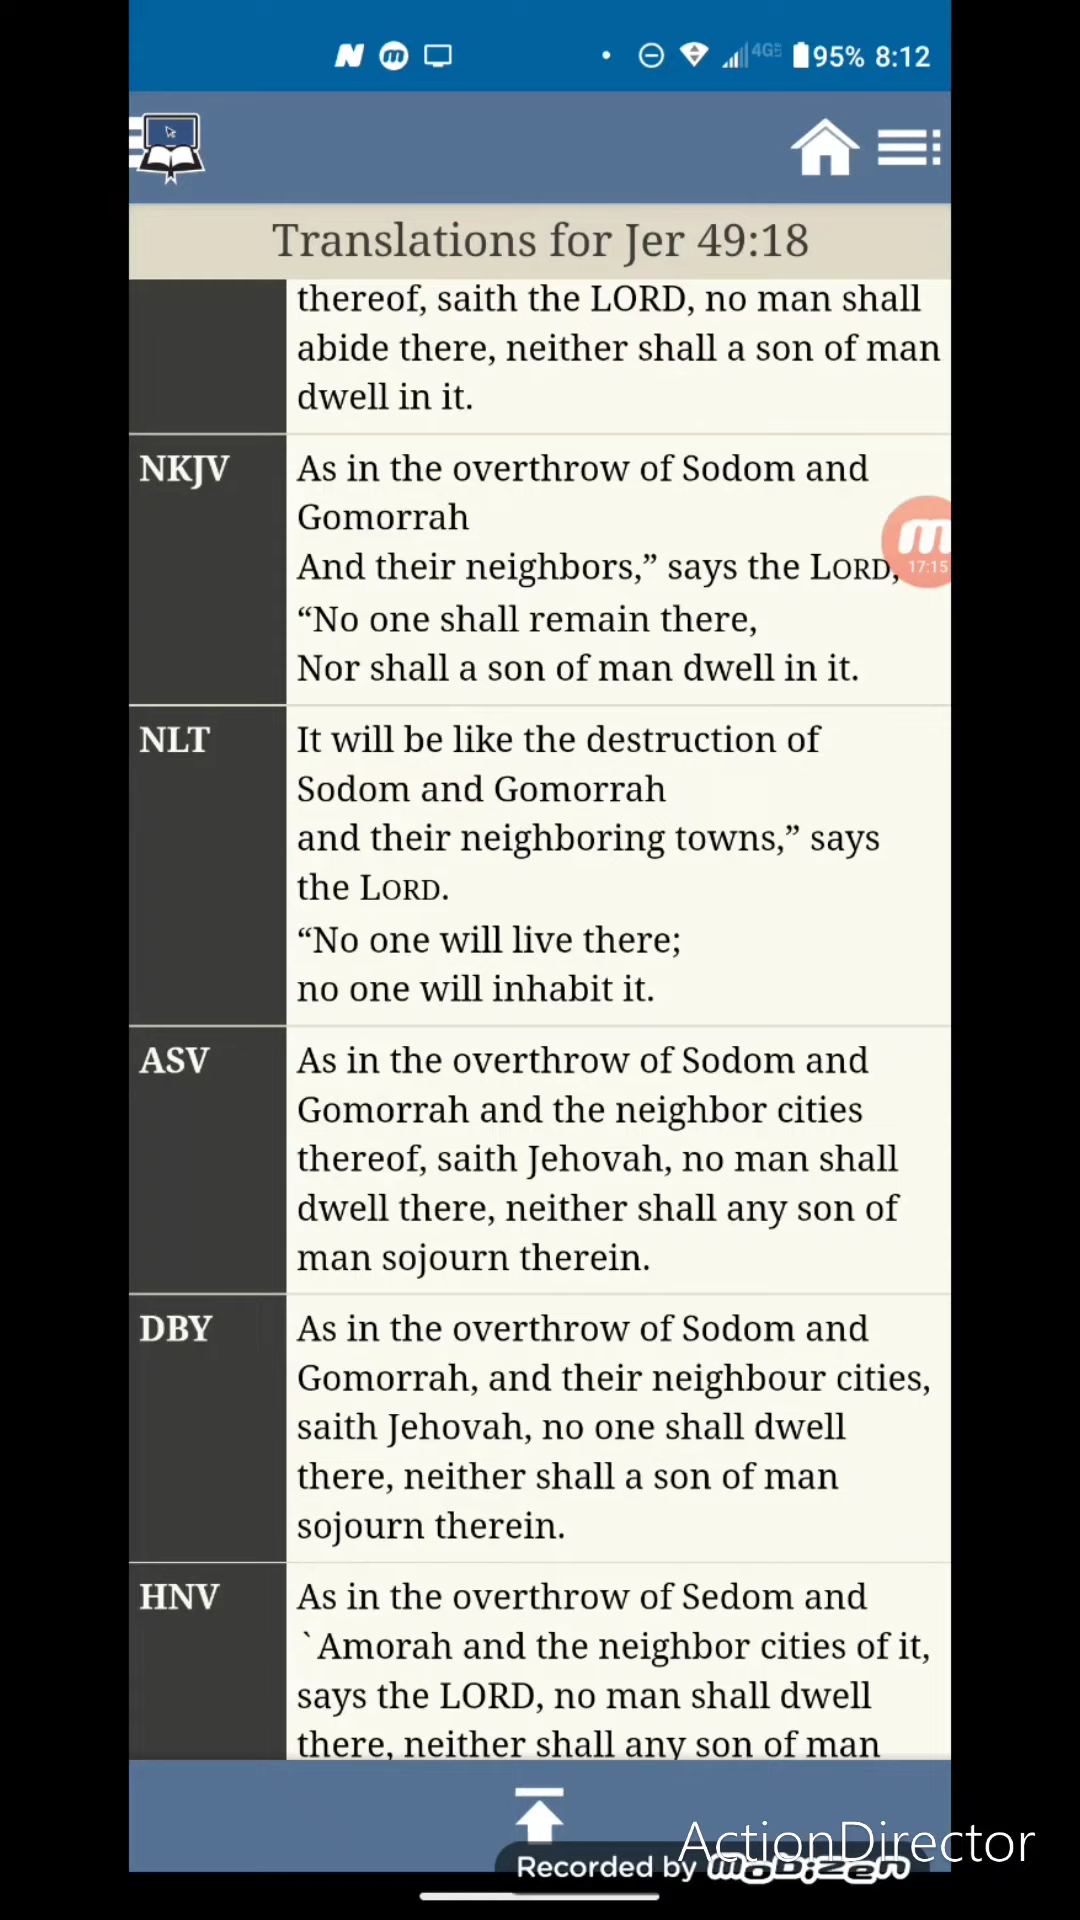 4G 95% 8:12
Translations for Jer 49:18
thereof, saith the LORD, no man shall
abide there, neither shall a son of man
dwell in it.
NKJV
As in the overthrow of Sodom and
Gomorrah
And their neighbors,” says the LORD,
“No one shall remain there,
Nor shall a son of man dwell in it.
m
17:15
NLT
It will be like the destruction of
Sodom and Gomorrah
and their neighboring towns,” says
the LORD.
“No one will live there;
no one will inhabit it.
ASV
As in the overthrow of Sodom and
Gomorrah and the neighbor cities
thereof, saith Jehovah, no man shall
dwell there, neither shall any son of
man sojourn therein.
DBY
As in the overthrow of Sodom and
Gomorrah, and their neighbour cities,
saith Jehovah, no one shall dwell
there, neither shall a son of man
sojourn therein.
HNV
As in the overthrow of Sedom and
`Amorah and the neighbor cities of it,
says the LORD, no man shall dwell
there, neither shall any son of man
ActionDirector
Recorded by mobizen